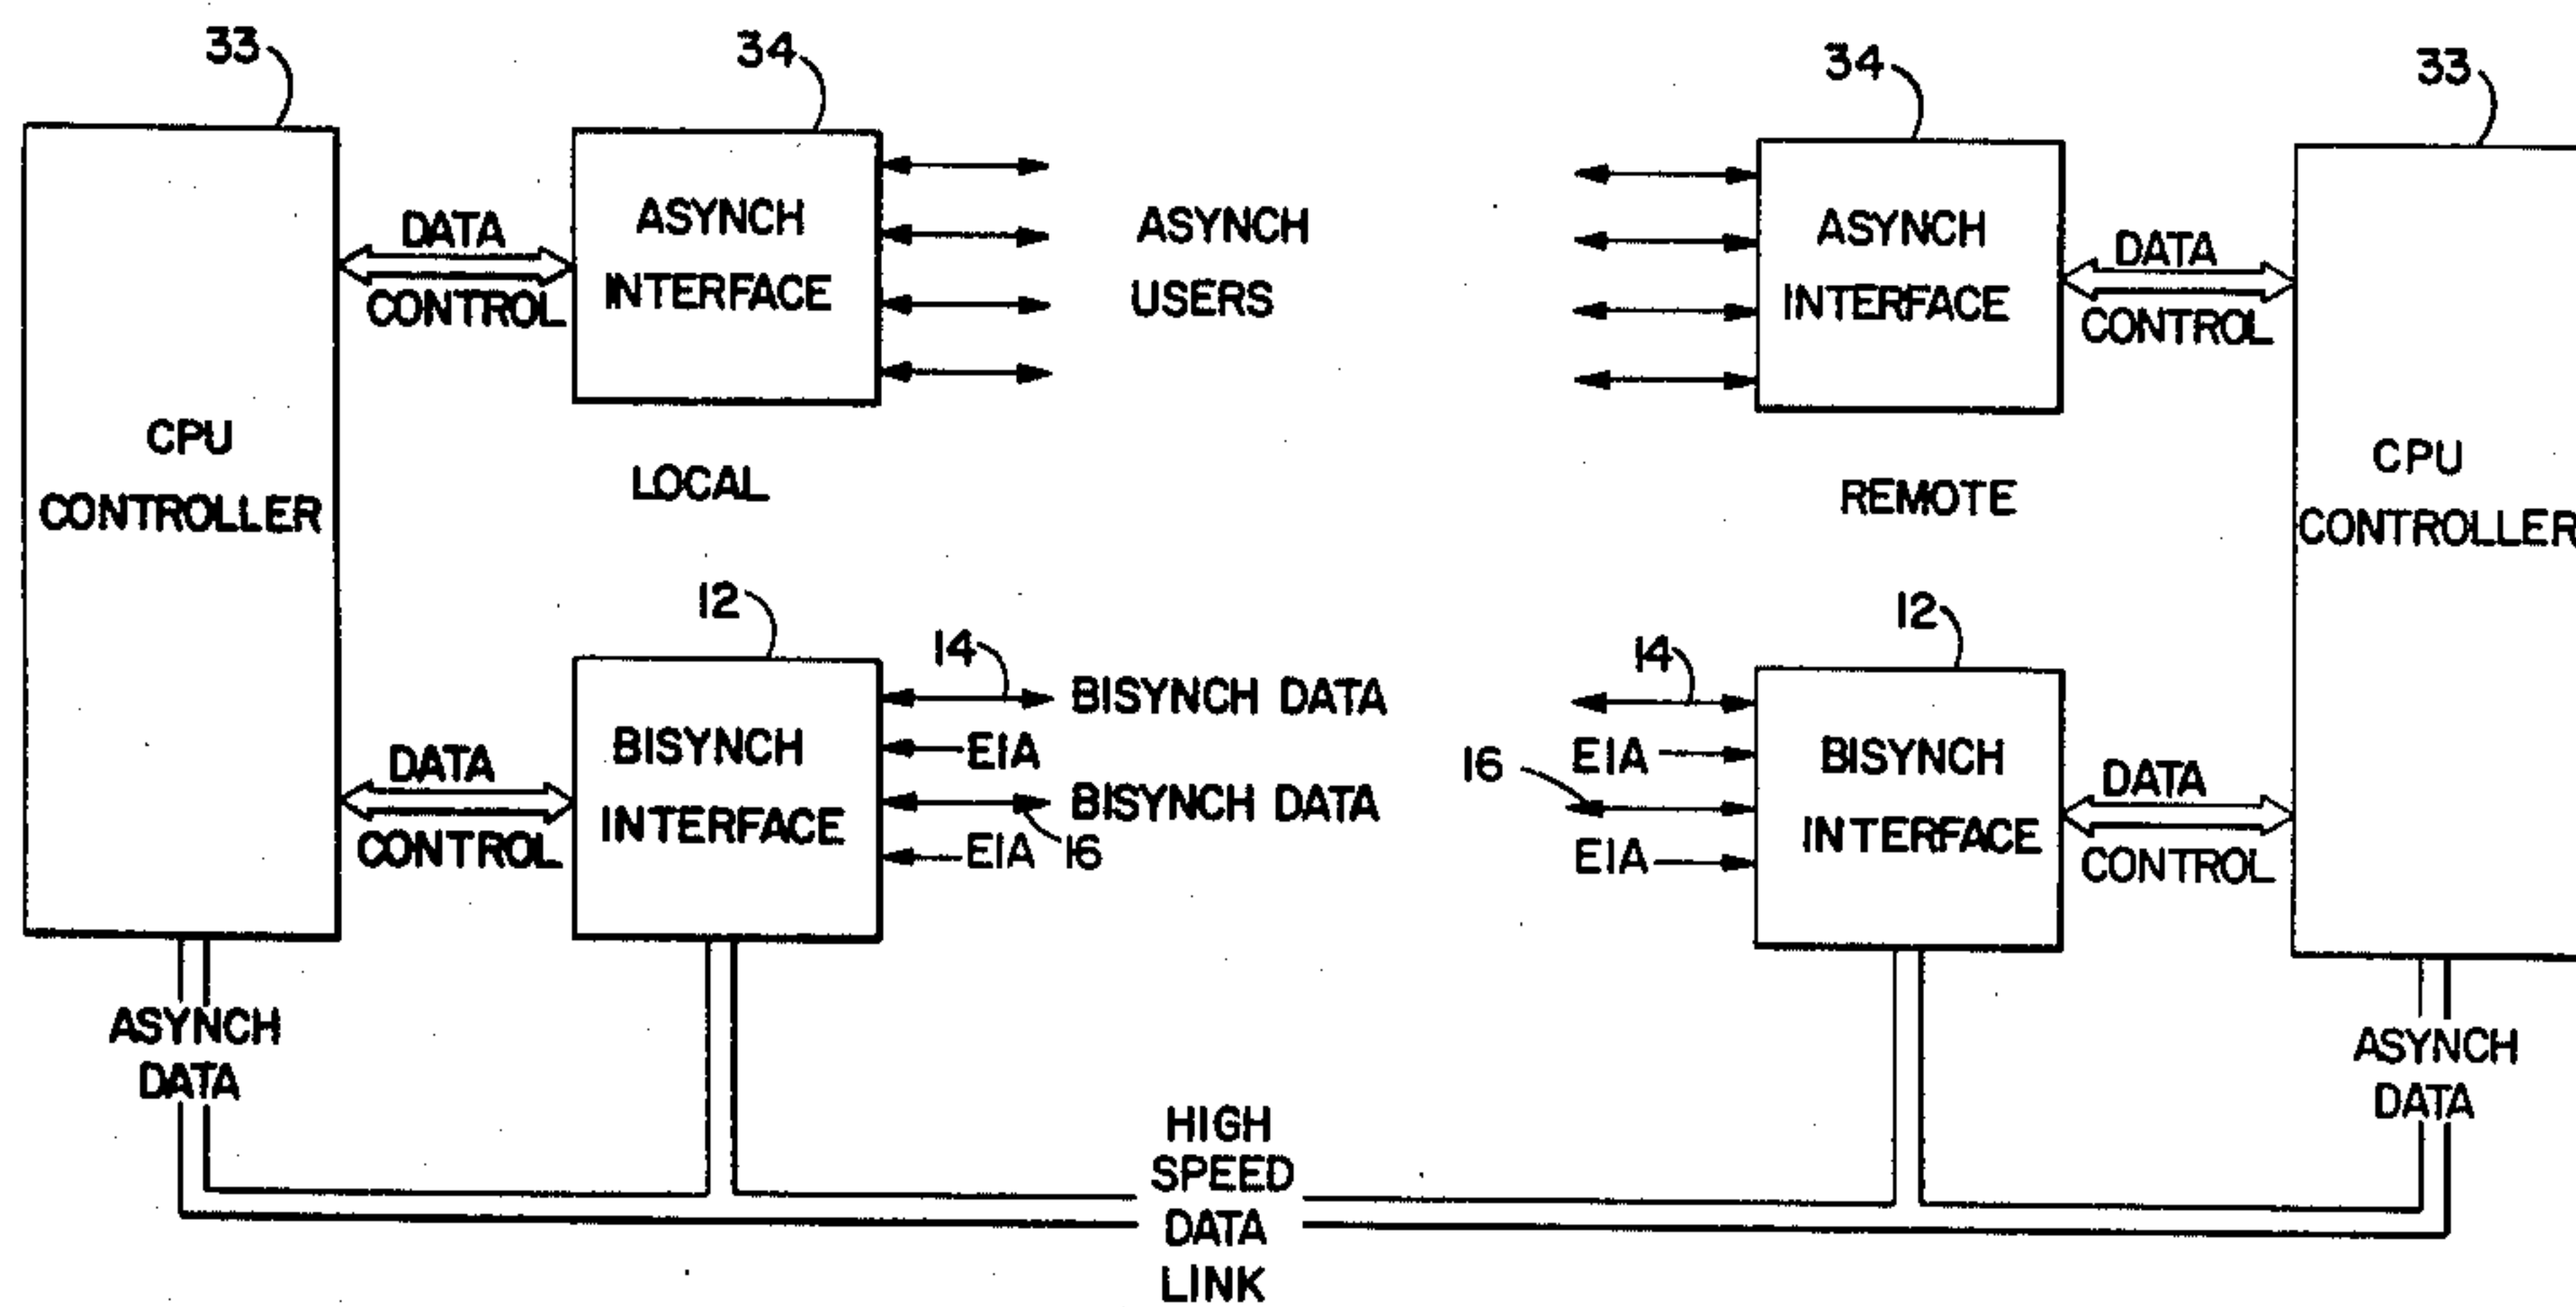 33
34
34
33
DATA
CONTROL
ASYNCH
INTERFACE
ASYNCH
USERS
ASYNCH
INTERFACE
DATA
CONTROL
CPU
CONTROLLER
LOCAL
REMOTE
CPU
CONTROLLER
12
14
14
12
DATA
CONTROL
BISYNCH
INTERFACE
BISYNCH DATA
EIA
BISYNCH DATA
EIA
16
16
EIA
EIA
BISYNCH
INTERFACE
DATA
CONTROL
ASYNCH
DATA
HIGH
SPEED
DATA
LINK
ASYNCH
DATA